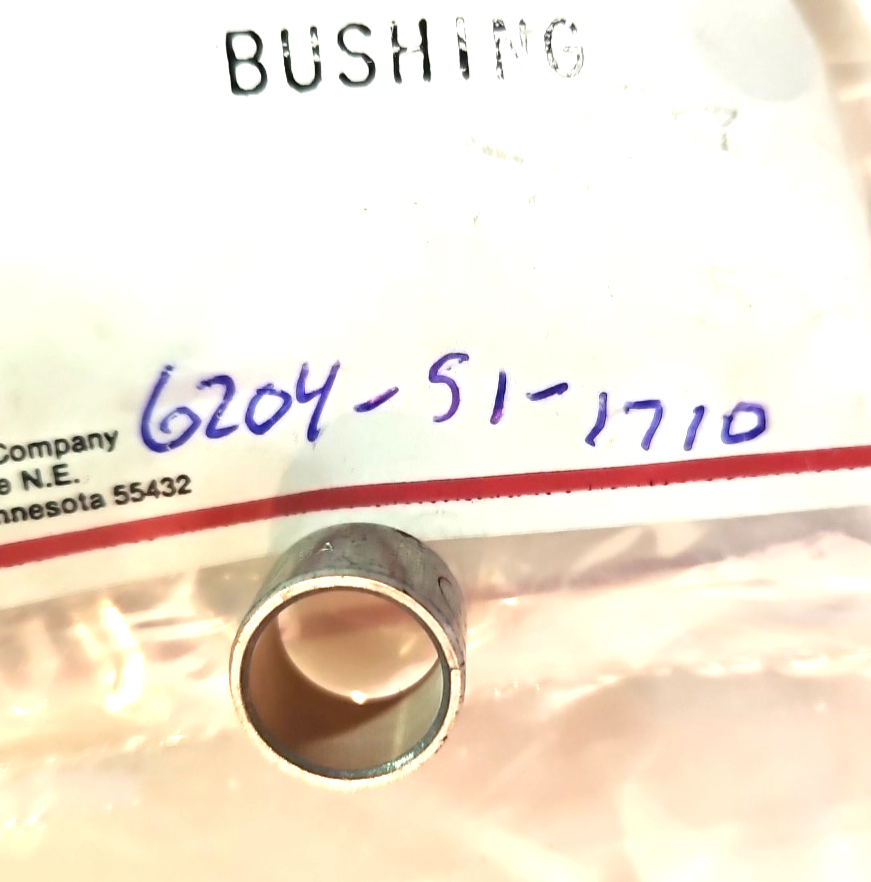 BUSHING
6204-51-1710
Company
e N.E.
nnesota 55432